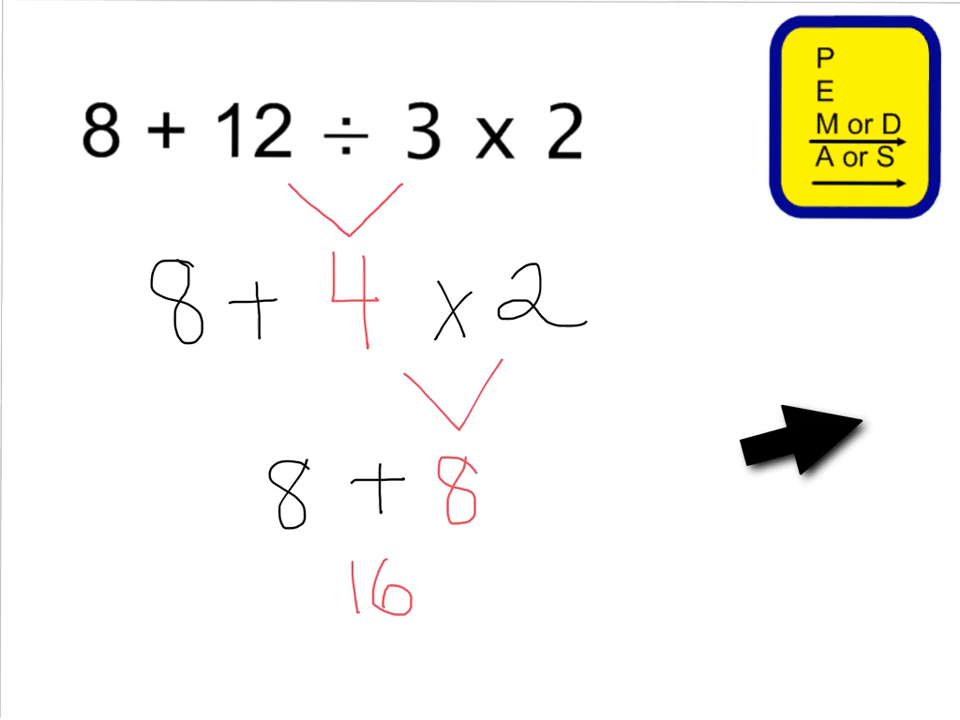 8 + 12 ÷ 3 x 2
P
E
M or D
A or S
8 + 4 x 2
8 + 8
16